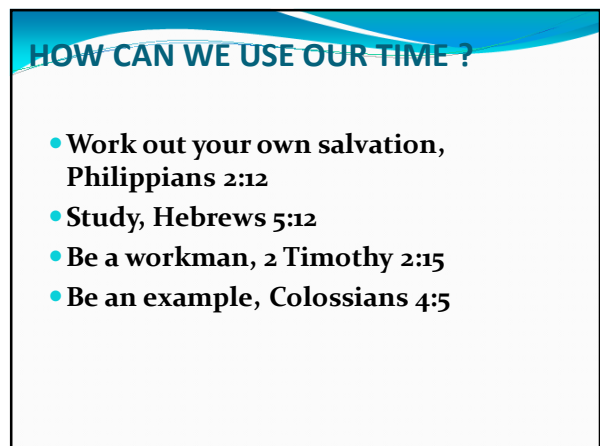 HOW CAN WE USE OUR TIME ?
• Work out your own salvation,
Philippians 2:12
• Study, Hebrews 5:12
• Be a workman, 2 Timothy 2:15
• Be an example, Colossians 4:5